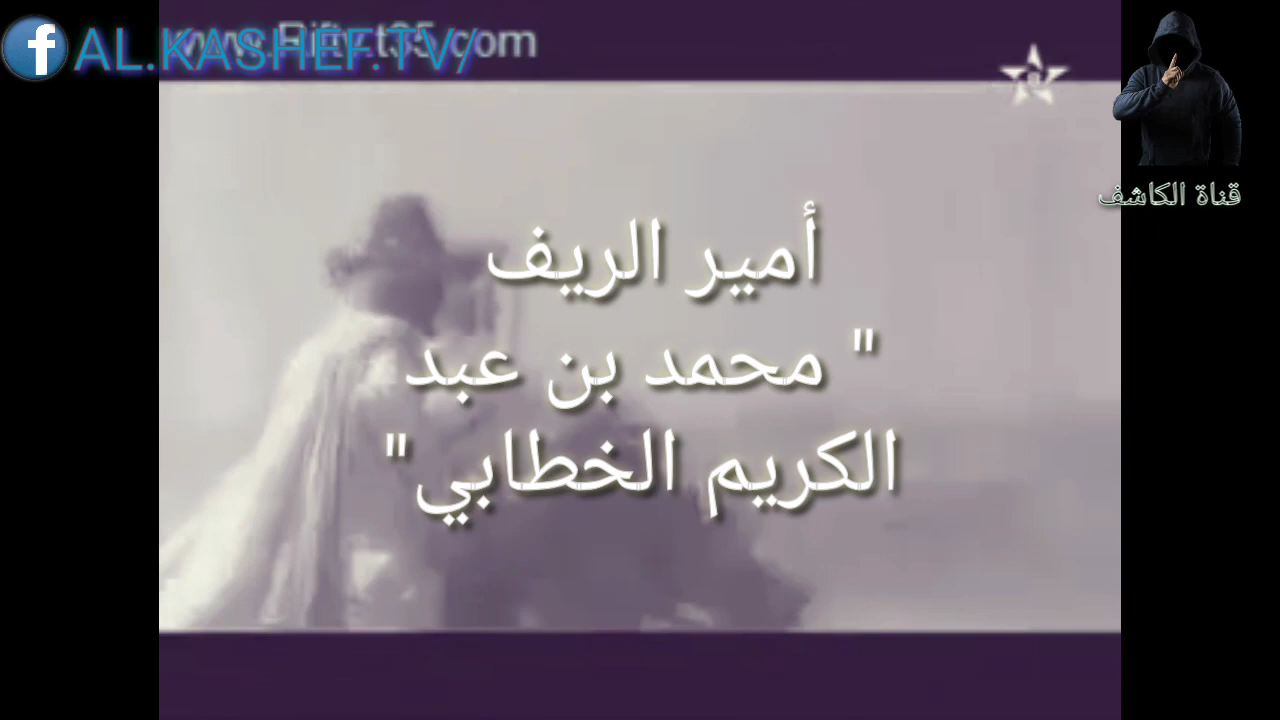 AL.KASHEF.TV/
قناة الكاشف
أمير الريف
" محمد بن عبد
الكريم الخطابي"